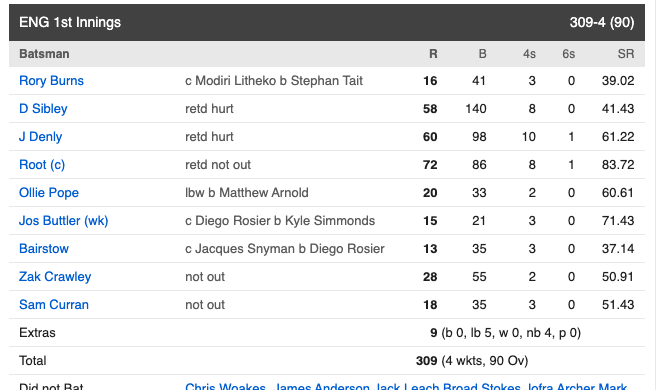 ENG 1st Innings 309-4 (90)
Batsman R B 4s 6s SR
Rory Burns c Modiri Litheko b Stephan Tait 16 41 3 0 39.02
D Sibley retd hurt 58 140 8 0 41.43
J Denly retd hurt 60 98 10 1 61.22
Root (c) retd not out 72 86 8 1 83.72
Ollie Pope lbw b Matthew Arnold 20 33 2 0 60.61
Jos Buttler (wk) c Diego Rosier b Kyle Simmonds 15 21 3 0 71.43
Bairstow c Jacques Snyman b Diego Rosier 13 35 3 0 37.14
Zak Crawley not out 28 55 2 0 50.91
Sam Curran not out 18 35 3 0 51.43
Extras 9 (b 0, lb 5, w 0, nb 4, p 0)
Total 309 (4 wkts, 90 Ov)
Did not Bat Chris Woakes, James Anderson, Jack Leach, Broad, Stokes, Jofra Archer, Mark